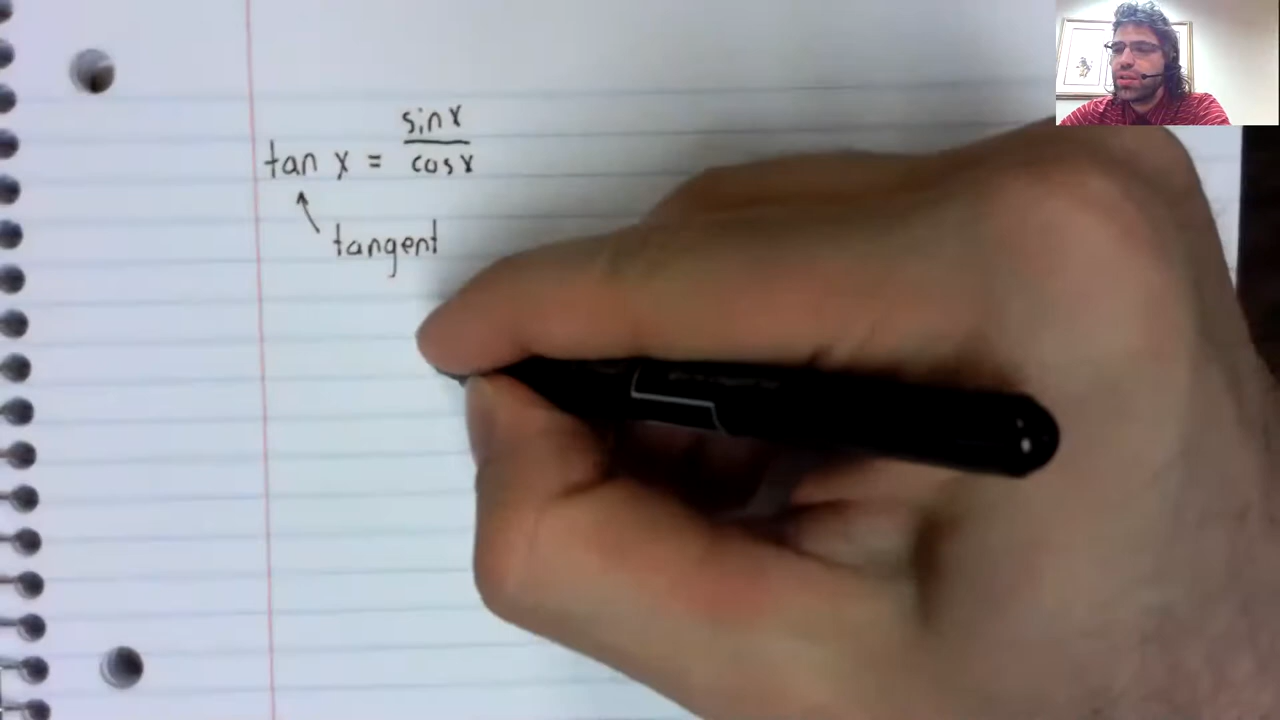 tan x = sin x / cos x
tangent